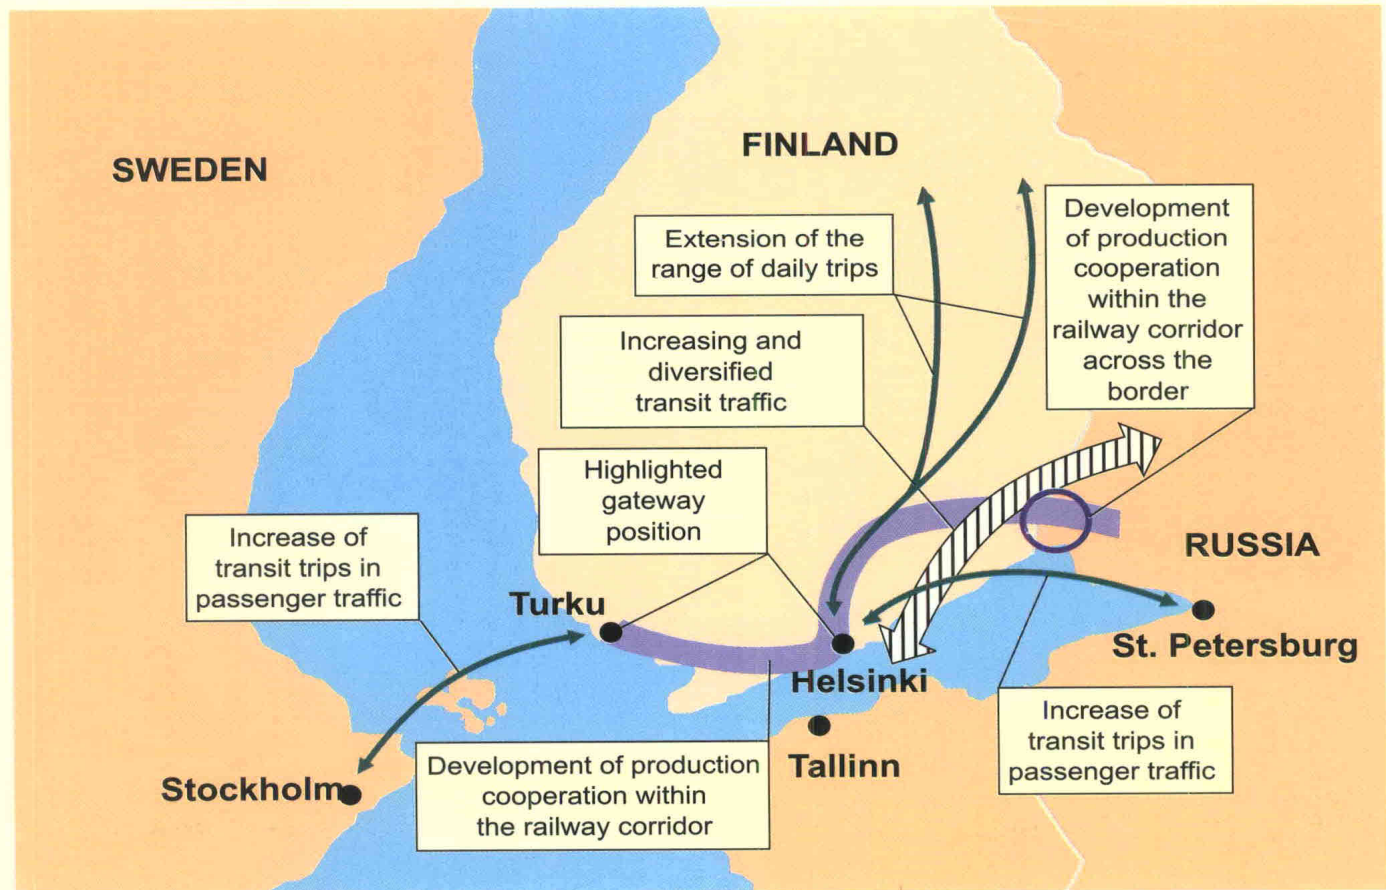 SWEDEN
FINLAND
Development
of production
cooperation
within the
railway corridor
across the
border
Extension of the
range of daily trips
Increasing and
diversified
transit traffic
Highlighted
gateway
position
Increase of
transit trips in
passenger traffic
RUSSIA
Turku
St. Petersburg
Helsinki
Increase of
transit trips in
passenger traffic
Tallinn
Stockholm
Development of production
cooperation within
the railway corridor